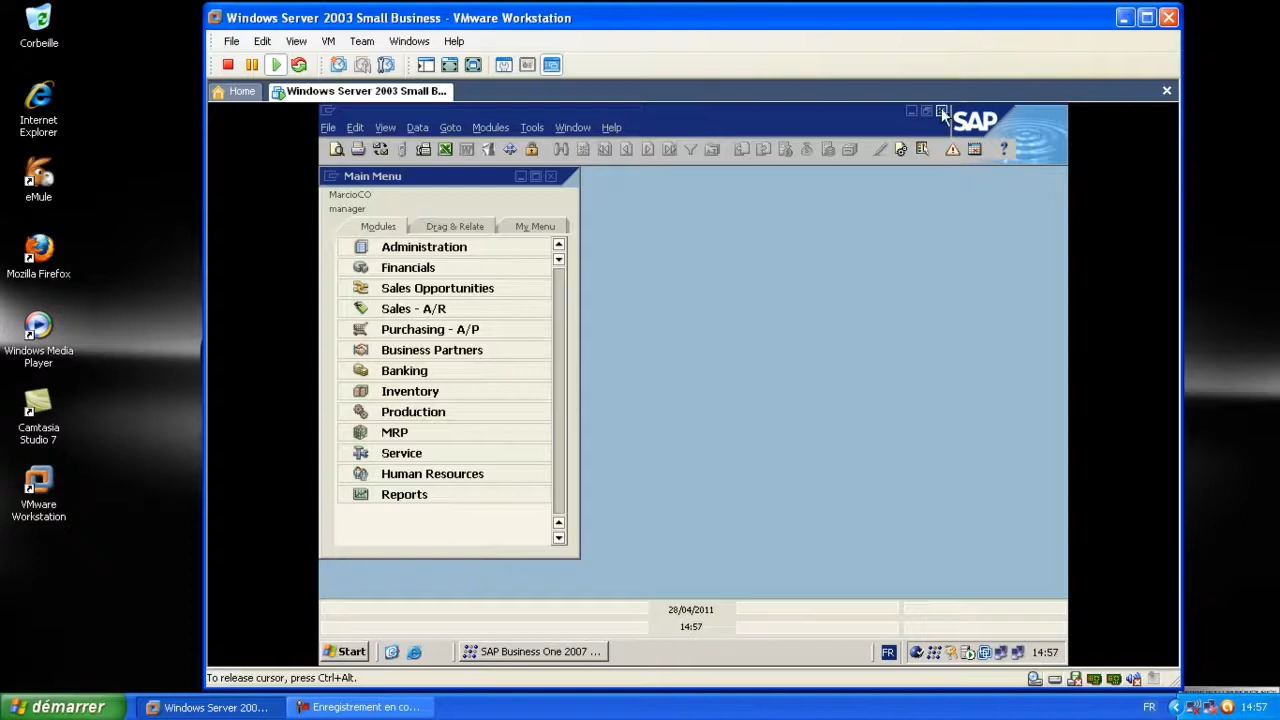 Windows Server 2003 Small Business - VMware Workstation
File Edit View VM Team Windows Help
Home Windows Server 2003 Small B...
SAP
File Edit View Data Goto Modules Tools Window Help
Main Menu
MarcioCO
manager
Modules Drag & Relate My Menu
Administration
Financials
Sales Opportunities
Sales - A/R
Purchasing - A/P
Business Partners
Banking
Inventory
Production
MRP
Service
Human Resources
Reports
28/04/2011
14:57
Start SAP Business One 2007 ... FR 14:57
To release cursor, press Ctrl+Alt.
Corbeille
Internet
Explorer
eMule
Mozilla Firefox
Windows Media
Player
Camtasia
Studio 7
VMware
Workstation
démarrer Windows Server 200... Enregistrement en co... FR 14:57